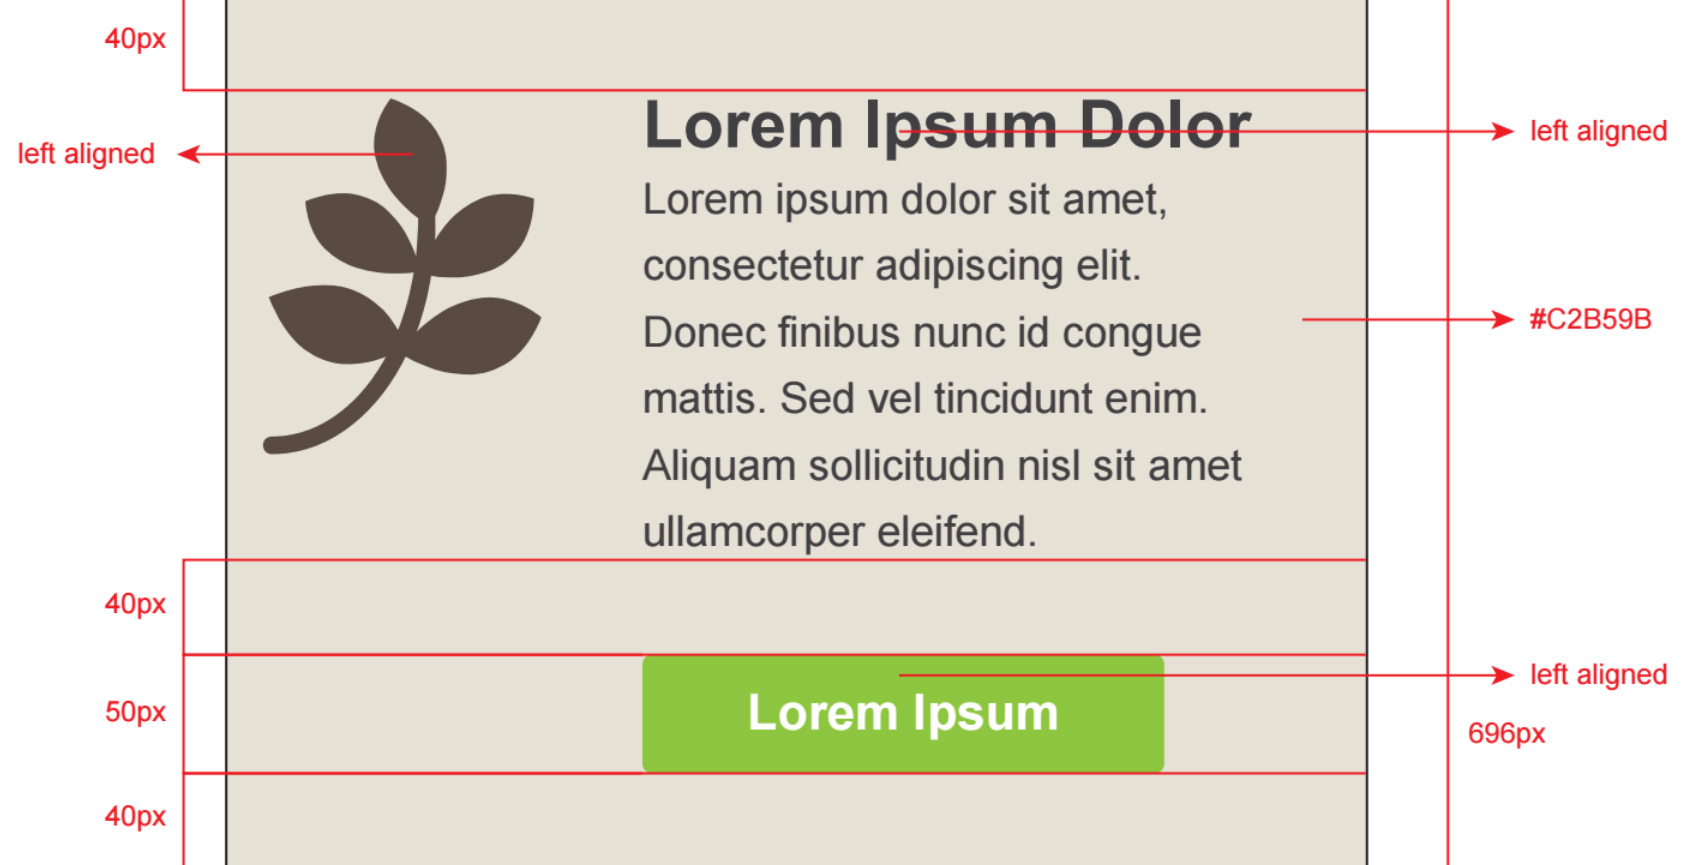 40px
Lorem Ipsum Dolor
left aligned
left aligned
Lorem ipsum dolor sit amet,
consectetur adipiscing elit.
Donec finibus nunc id congue
#C2B59B
mattis. Sed vel tincidunt enim.
Aliquam sollicitudin nisl sit amet
ullamcorper eleifend.
40px
left aligned
50px
Lorem Ipsum
696px
40px